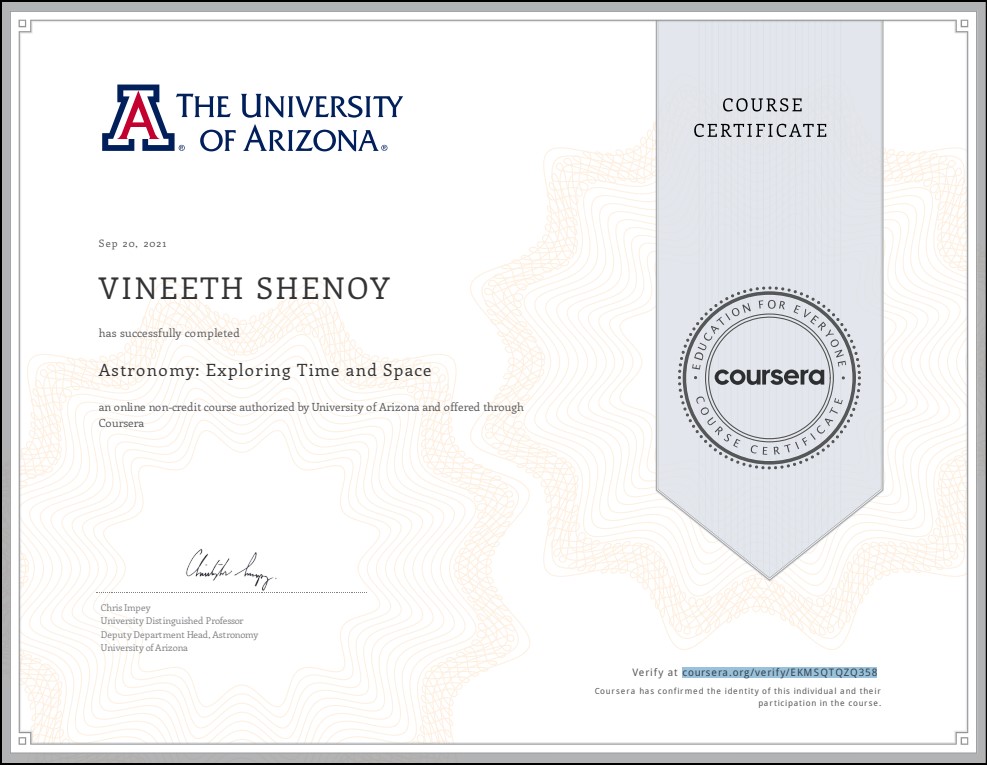 THE UNIVERSITY
OF ARIZONA
COURSE
CERTIFICATE
Sep 20, 2021
VINEETH SHENOY
has successfully completed
Astronomy: Exploring Time and Space
an online non-credit course authorized by University of Arizona and offered through
Coursera
EDUCATION FOR EVERYONE
coursera
COURSE CERTIFICATE
Chris Impey
University Distinguished Professor
Deputy Department Head, Astronomy
University of Arizona
Verify at coursera.org/verify/EKMSQTQZQ358
Coursera has confirmed the identity of this individual and their
participation in the course.